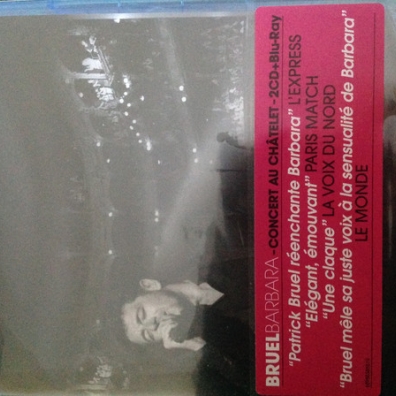 BRUELBARBARA - CONCERT AU CHÂTELET - 2CD+Blu-Ray
"Patrick Bruel réenchante Barbara" L'EXPRESS
"Elégant, émouvant" PARIS MATCH
"Une claque" LA VOIX DU NORD
"Bruel mêle sa juste voix à la sensualité de Barbara"
LE MONDE